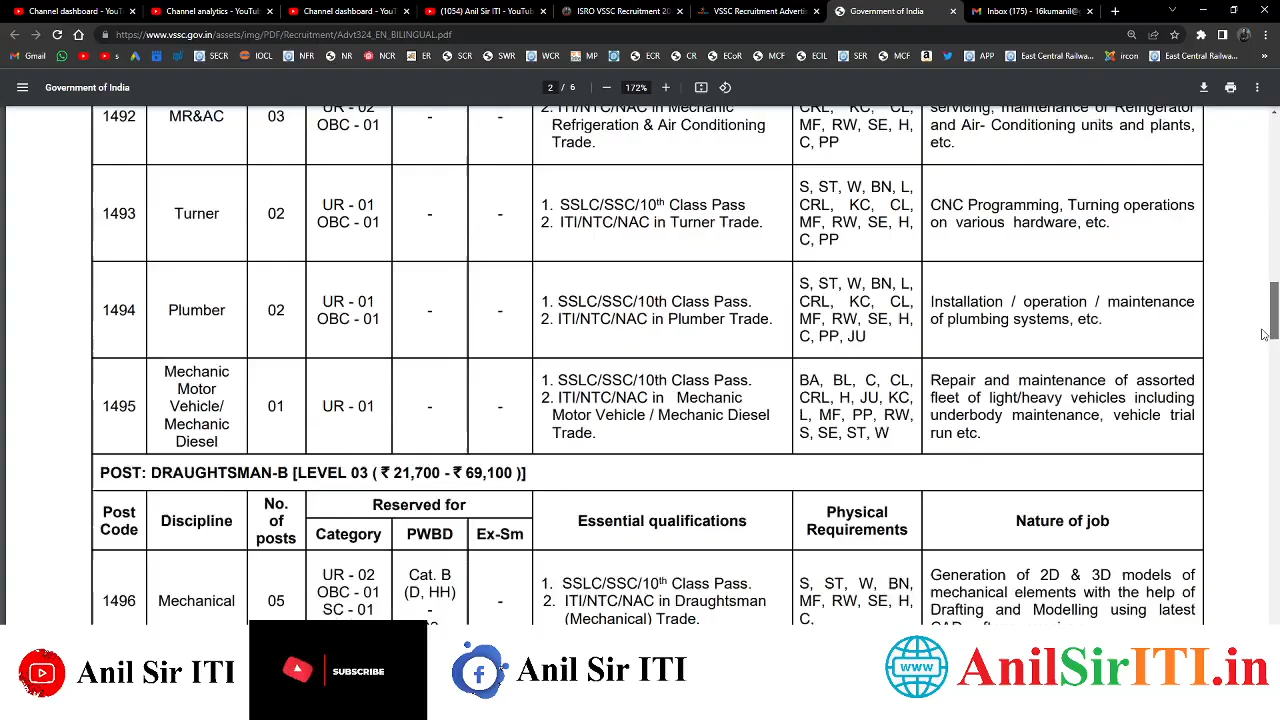 Channel dashboard - YouTub
Channel analytics - YouTub
Channel dashboard - YouT
(1054) Anil Sir ITI - YouTub
ISRO VSSC Recruitment 20
VSSC Recruitment Adverti
Government of India
Inbox (175) - 16kumanil@g
https://www.vssc.gov.in/assets/img/PDF/Recruitment/Advt324_EN_BILINGUAL.pdf
Gmail
s
SECR
IOCL
NFR
NR
NCR
ER
SCR
SWR
WCR
MP
ECR
CR
ECoR
MCF
ECIL
SER
MCF
APP
East Central Railwa...
ircon
East Central Railwa...
Government of India
2 / 6
172%
1492 MR&AC 03 UR - 02 OBC - 01 - -
2. ITI/NTC/NAC in Mechanic
Refrigeration & Air Conditioning
Trade.
CRL, KC, CL,
MF, RW, SE, H,
C, PP
servicing, maintenance of Refrigerator
and Air- Conditioning units and plants,
etc.
1493 Turner 02 UR - 01 OBC - 01 - -
1. SSLC/SSC/10th Class Pass
2. ITI/NTC/NAC in Turner Trade.
S, ST, W, BN, L,
CRL, KC, CL,
MF, RW, SE, H,
C, PP
CNC Programming, Turning operations
on various hardware, etc.
1494 Plumber 02 UR - 01 OBC - 01 - -
1. SSLC/SSC/10th Class Pass.
2. ITI/NTC/NAC in Plumber Trade.
S, ST, W, BN, L,
CRL, KC, CL,
MF, RW, SE, H,
C, PP, JU
Installation / operation / maintenance
of plumbing systems, etc.
1495
Mechanic
Motor
Vehicle/
Mechanic
Diesel
01 UR - 01 - -
1. SSLC/SSC/10th Class Pass.
2. ITI/NTC/NAC in Mechanic
Motor Vehicle / Mechanic Diesel
Trade.
BA, BL, C, CL,
CRL, H, JU, KC,
L, MF, PP, RW,
S, SE, ST, W
Repair and maintenance of assorted
fleet of light/heavy vehicles including
underbody maintenance, vehicle trial
run etc.
POST: DRAUGHTSMAN-B [LEVEL 03 ( ₹ 21,700 - ₹ 69,100 )]
Post
Code
Discipline
No.
of
posts
Reserved for
Category PWBD Ex-Sm
Essential qualifications
Physical
Requirements
Nature of job
1496 Mechanical 05
UR - 02
OBC - 01
SC - 01
Cat. B
(D, HH)
-
-
1. SSLC/SSC/10th Class Pass.
2. ITI/NTC/NAC in Draughtsman
(Mechanical) Trade.
S, ST, W, BN,
MF, RW, SE, H,
C,
Generation of 2D & 3D models of
mechanical elements with the help of
Drafting and Modelling using latest
Anil Sir ITI
SUBSCRIBE
Anil Sir ITI
www
AnilSirITI.in